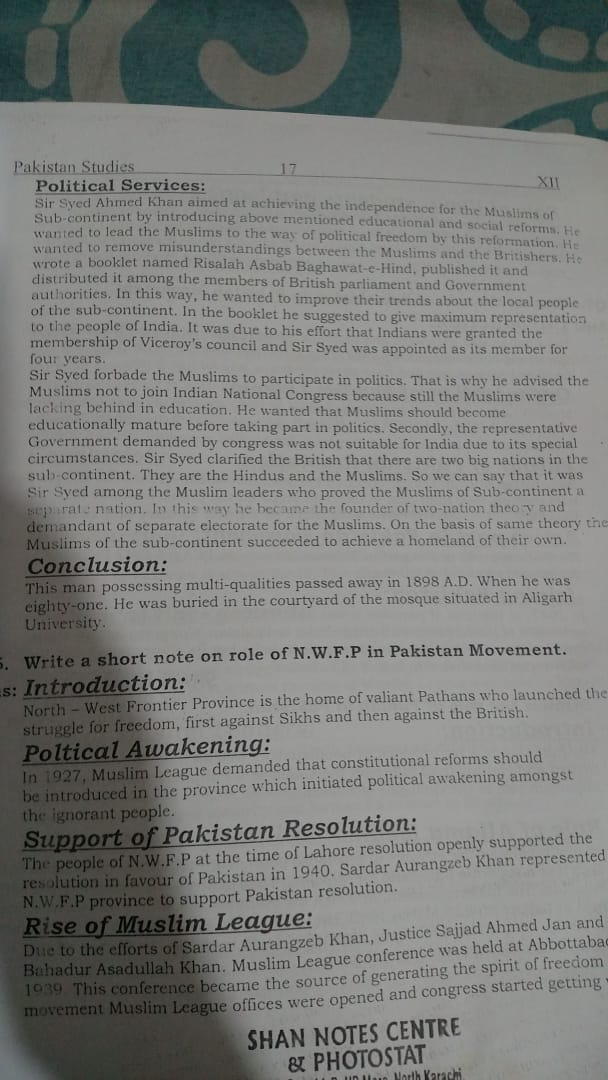 Pakistan Studies 17 XII
Political Services:
Sir Syed Ahmed Khan aimed at achieving the independence for the Muslims of
Sub-continent by introducing above mentioned educational and social reforms. He
wanted to lead the Muslims to the way of political freedom by this reformation. He
wanted to remove misunderstandings between the Muslims and the Britishers. He
wrote a booklet named Risalah Asbab Baghawat-e-Hind, published it and
distributed it among the members of British parliament and Government
authorities. In this way, he wanted to improve their trends about the local people
of the sub-continent. In the booklet he suggested to give maximum representation
to the people of India. It was due to his effort that Indians were granted the
membership of Viceroy's council and Sir Syed was appointed as its member for
four years.
Sir Syed forbade the Muslims to participate in politics. That is why he advised the
Muslims not to join Indian National Congress because still the Muslims were
lacking behind in education. He wanted that Muslims should become
educationally mature before taking part in politics. Secondly, the representative
Government demanded by congress was not suitable for India due to its special
circumstances. Sir Syed clarified the British that there are two big nations in the
sub-continent. They are the Hindus and the Muslims. So we can say that it was
Sir Syed among the Muslim leaders who proved the Muslims of Sub-continent a
separate nation. In this way he became the founder of two-nation theory and
demandant of separate electorate for the Muslims. On the basis of same theory the
Muslims of the sub-continent succeeded to achieve a homeland of their own.
Conclusion:
This man possessing multi-qualities passed away in 1898 A.D. When he was
eighty-one. He was buried in the courtyard of the mosque situated in Aligarh
University.
. Write a short note on role of N.W.F.P in Pakistan Movement.
s: Introduction:
North – West Frontier Province is the home of valiant Pathans who launched the
struggle for freedom, first against Sikhs and then against the British.
Poltical Awakening:
In 1927, Muslim League demanded that constitutional reforms should
be introduced in the province which initiated political awakening amongst
the ignorant people.
Support of Pakistan Resolution:
The people of N.W.F.P at the time of Lahore resolution openly supported the
resolution in favour of Pakistan in 1940. Sardar Aurangzeb Khan represented
N.W.F.P province to support Pakistan resolution.
Rise of Muslim League:
Due to the efforts of Sardar Aurangzeb Khan, Justice Sajjad Ahmed Jan and
Bahadur Asadullah Khan. Muslim League conference was held at Abbottaba
1939. This conference became the source of generating the spirit of freedom
movement Muslim League offices were opened and congress started getting
SHAN NOTES CENTRE
& PHOTOSTAT
North Karachi